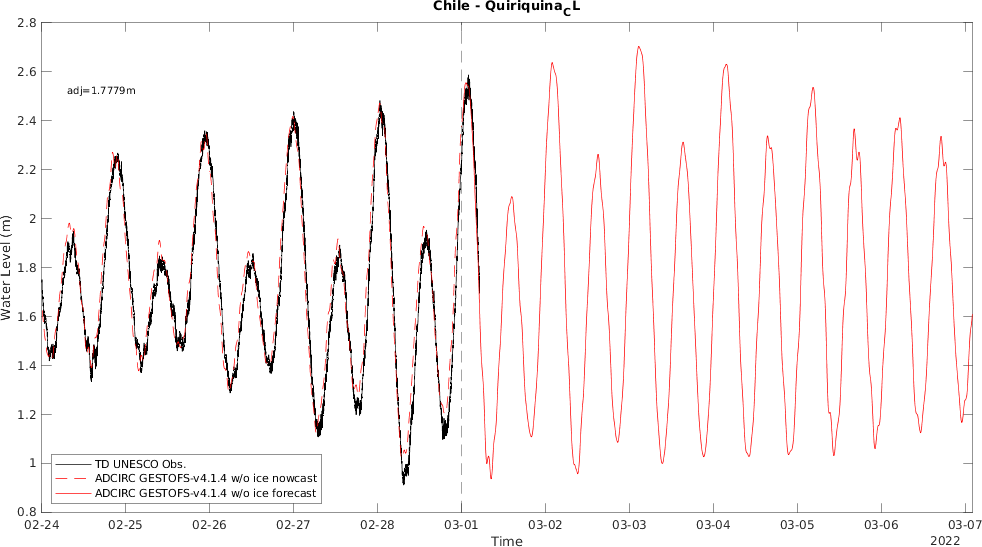 Chile - Quiriquina_CL
2.8
2.6
adj=1.7779m
2.4
2.2
2
1.8
Water Level (m)
1.6
1.4
1.2
1
0.8
TD UNESCO Obs.
ADCIRC GESTOFS-v4.1.4 w/o ice nowcast
ADCIRC GESTOFS-v4.1.4 w/o ice forecast
02-24 02-25 02-26 02-27 02-28 03-01 03-02 03-03 03-04 03-05 03-06 03-07
Time
2022